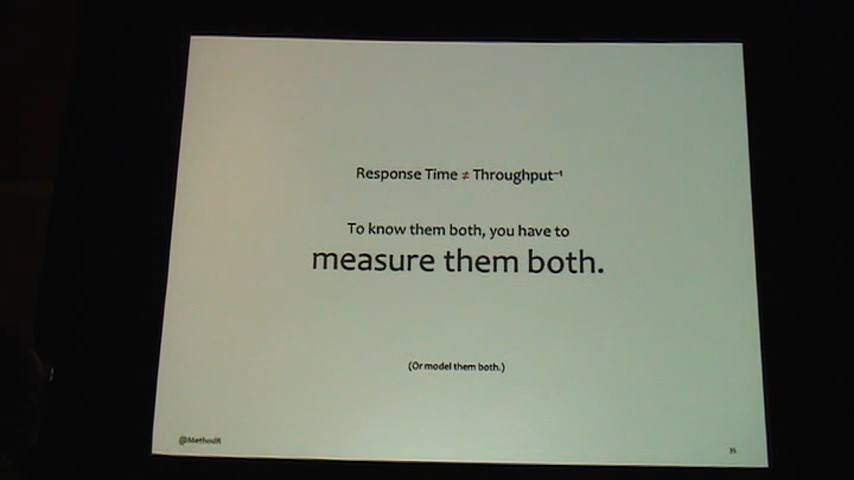 Response Time ≠ Throughput⁻¹
To know them both, you have to
measure them both.
(Or model them both.)
@MethodR
35